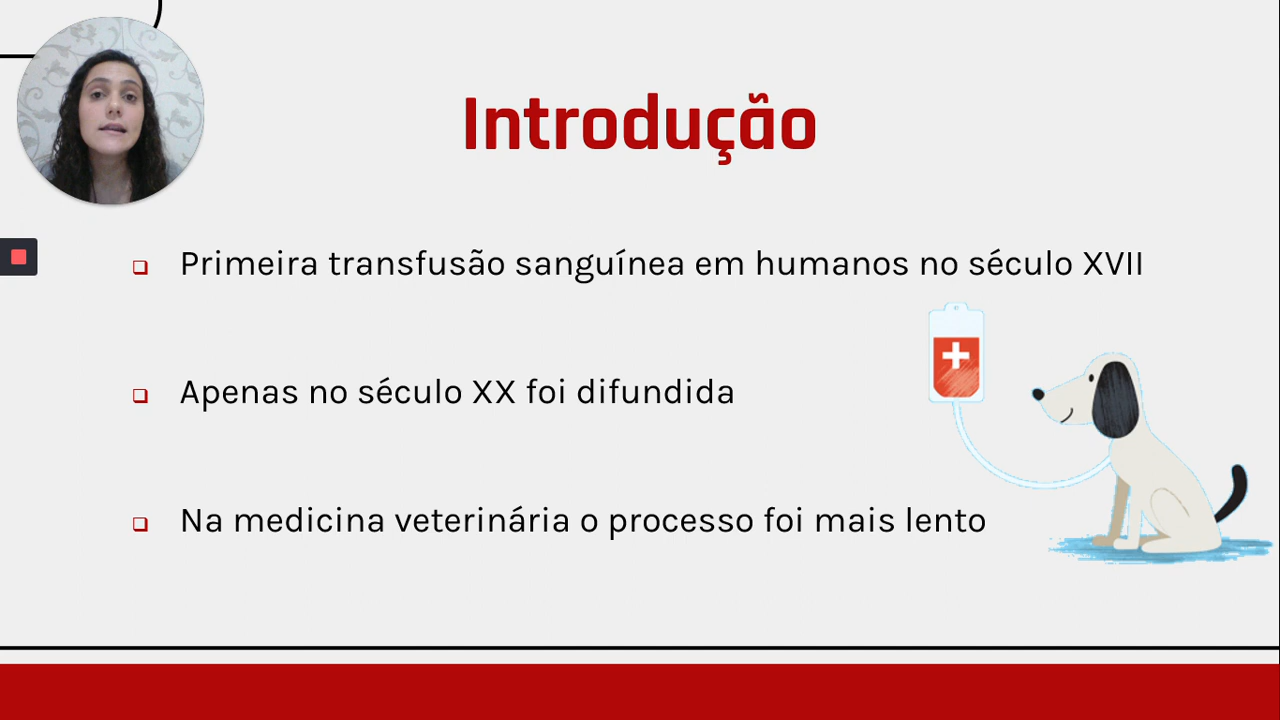 Introdução
Primeira transfusão sanguínea em humanos no século XVII
Apenas no século XX foi difundida
Na medicina veterinária o processo foi mais lento